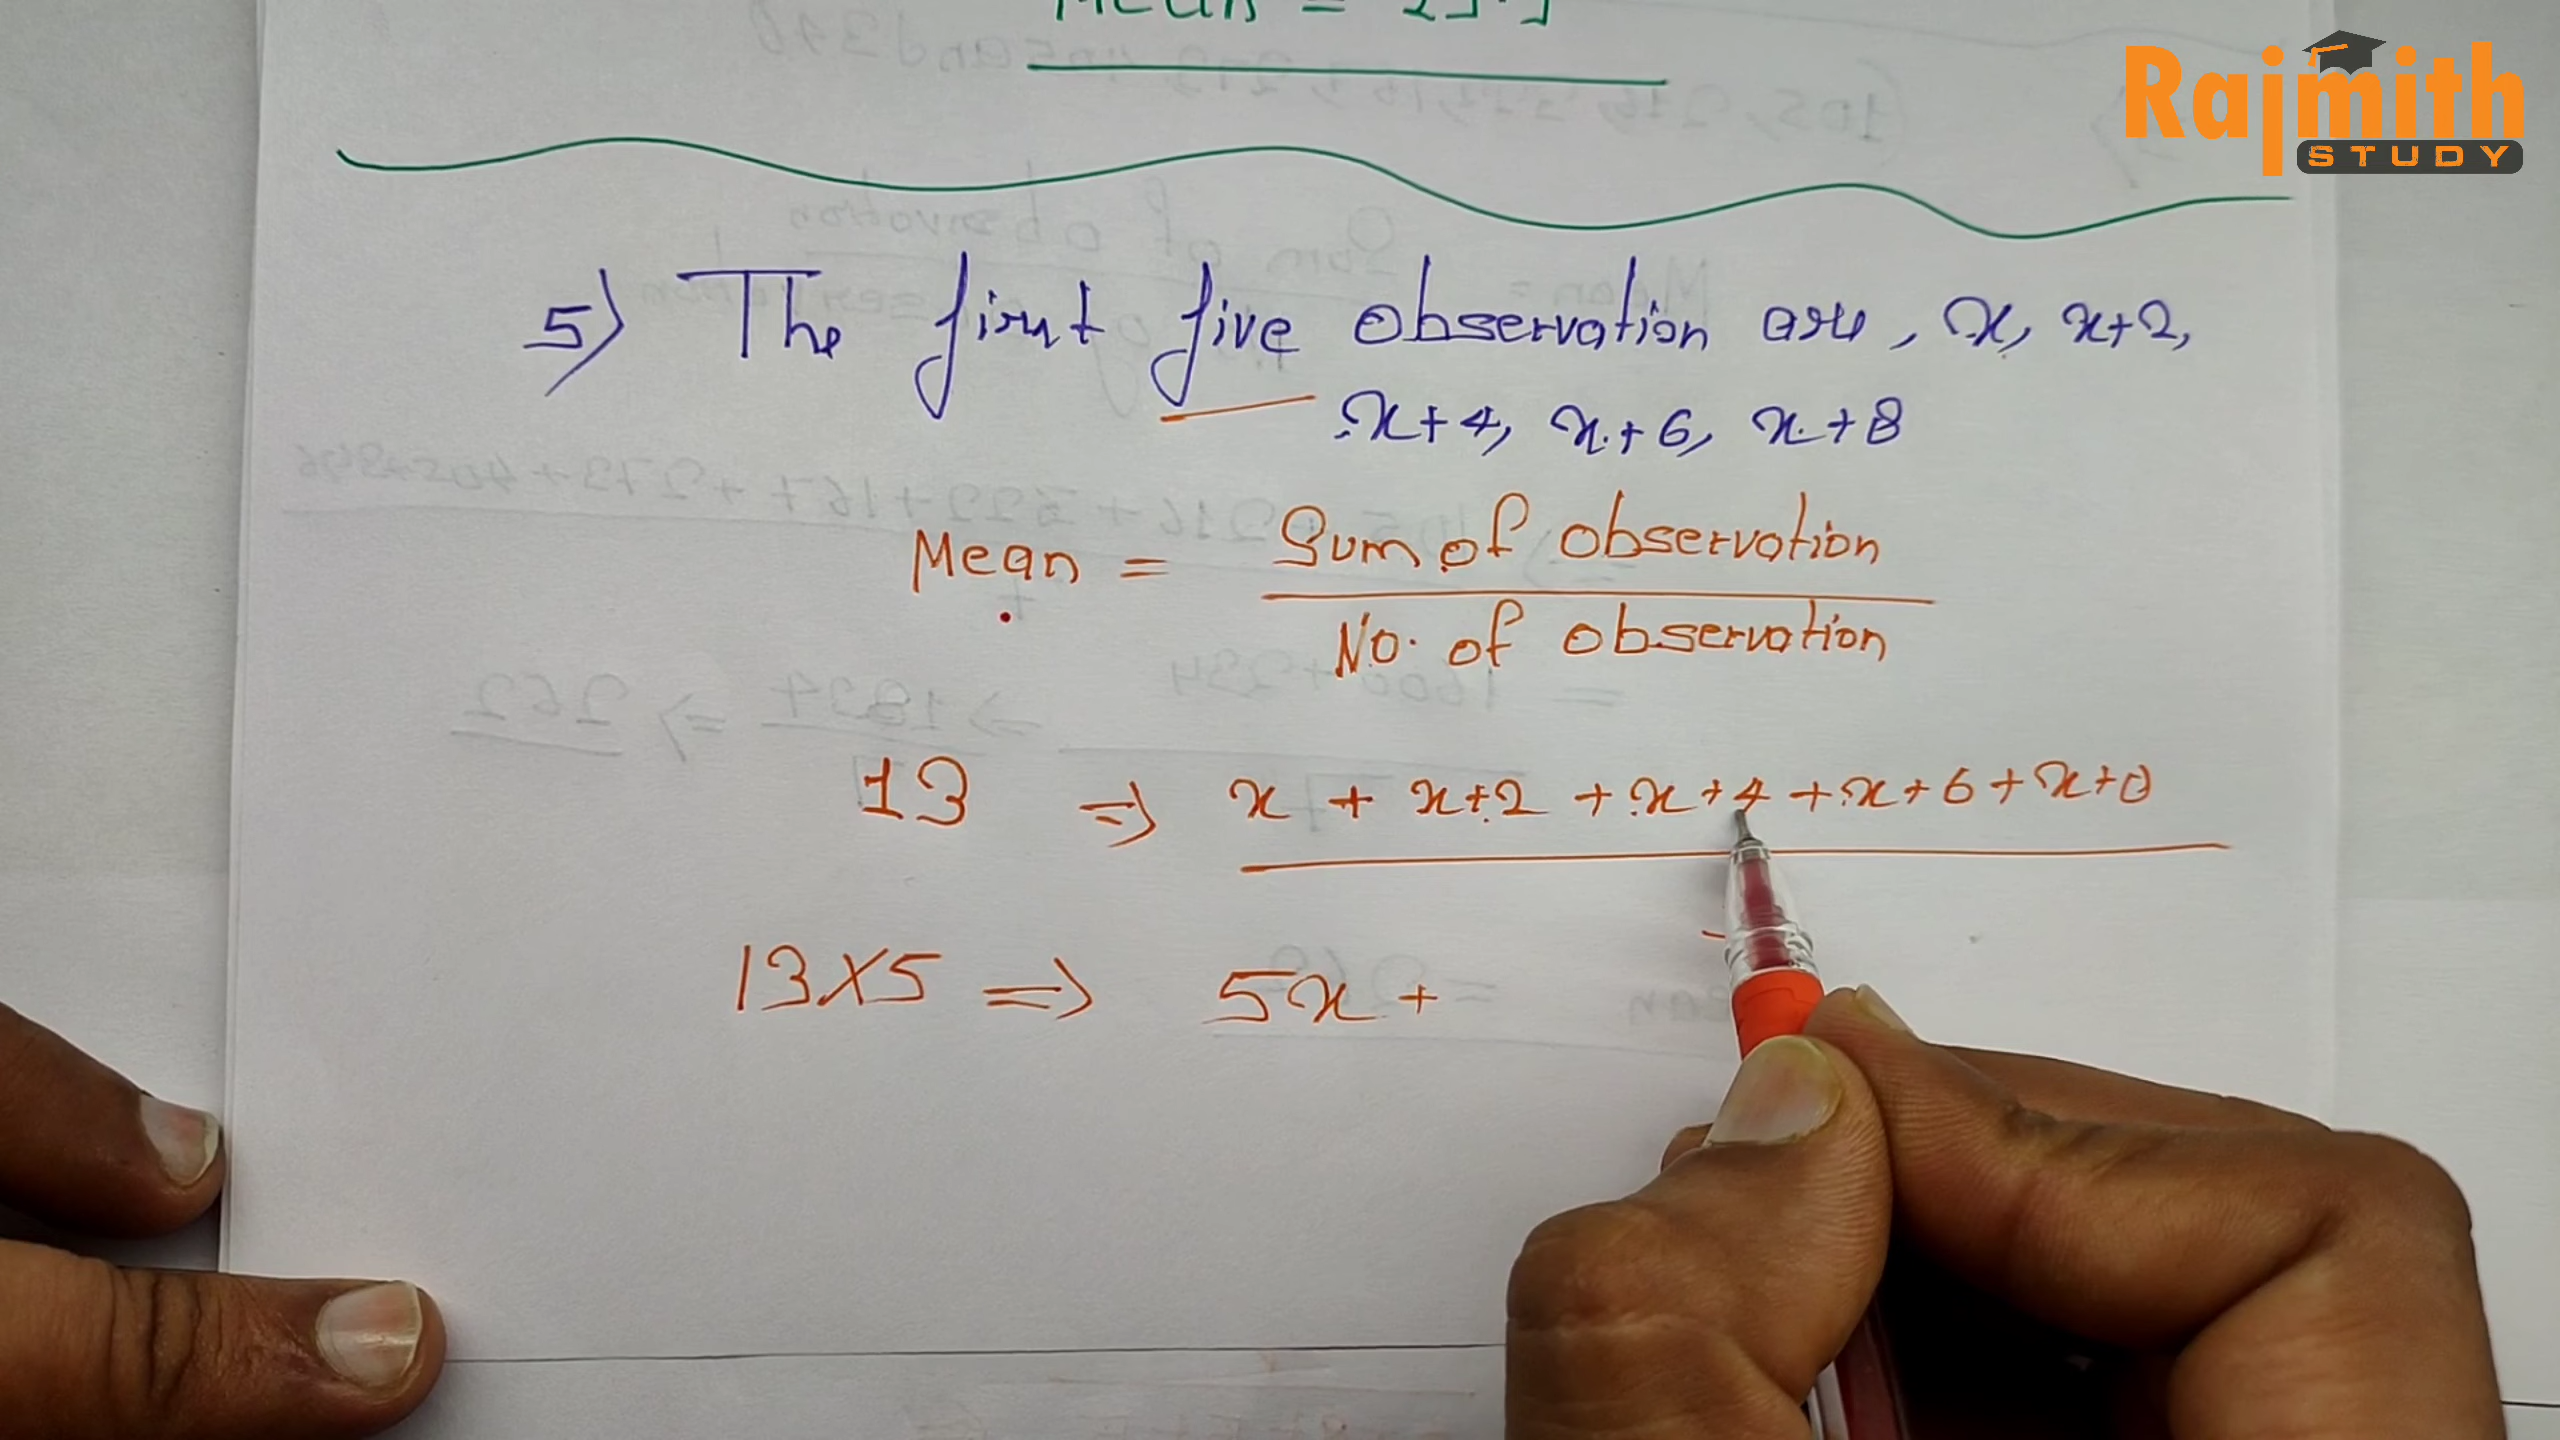 Rajmith
STUDY
5) The first five observation are, x, x+2,
x+4, x+6, x+8
Mean = Sum of observation
No. of observation
13 => x + x+2 + x+4 + x+6 + x+8
13x5 => 5x +